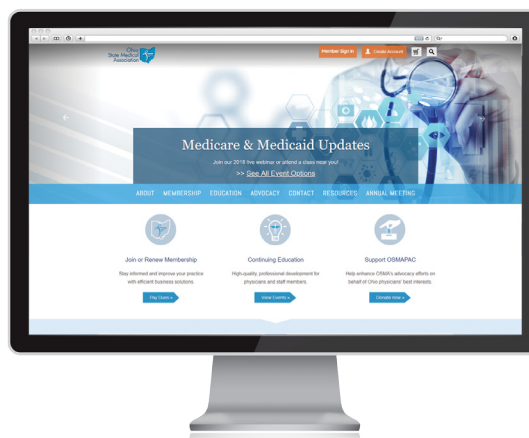 Ohio
State Medical
Association
Member Sign In
Create Account
Medicare & Medicaid Updates
Join our 2018 live webinar or attend a class near you!
>> See All Event Options
ABOUT MEMBERSHIP EDUCATION ADVOCACY CONTACT RESOURCES ANNUAL MEETING
Join or Renew Membership
Stay informed and improve your practice
with efficient business solutions.
Pay Dues »
Continuing Education
High-quality, professional development for
physicians and staff members.
View Events »
Support OSMAPAC
Help enhance OSMA's advocacy efforts on
behalf of Ohio physicians' best interests.
Donate now »